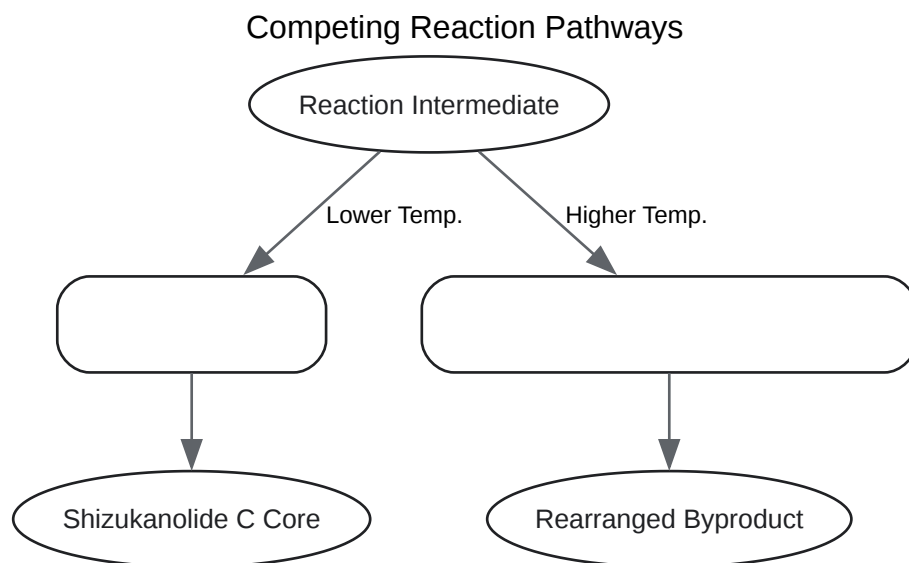 Competing Reaction Pathways
Reaction Intermediate
Lower Temp.
Higher Temp.
Shizukanolide C Core
Rearranged Byproduct